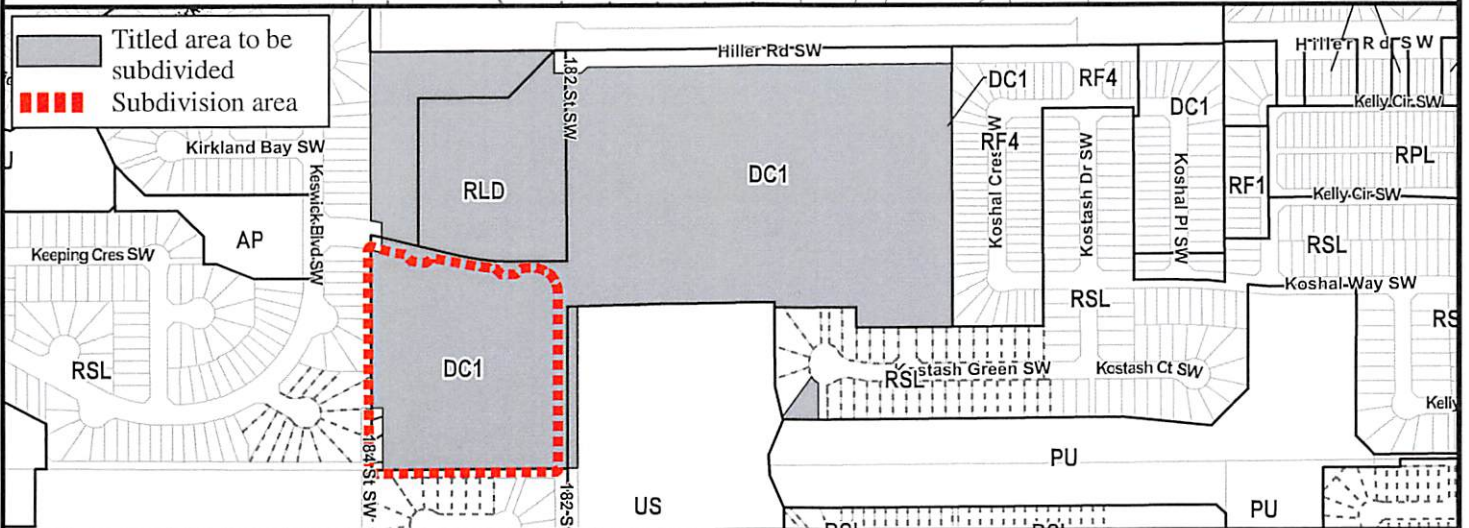 Titled area to be
subdivided
Subdivision area
Hiller Rd SW
Hiller Rd SW
182 St SW
DC1
RF4
DC1
Kelly Cir SW
Kirkland Bay SW
Keswick Blvd SW
RLD
DC1
Koshal Cres SW
RF4
Kostash Dr SW
Koshal Pl SW
RF1
RPL
Kelly Cir SW
AP
Keeping Cres SW
RSL
Koshal Way SW
RSL
RSL
DC1
RSL
Kostash Green SW
Kostash Ct SW
184 St SW
PU
US
PU